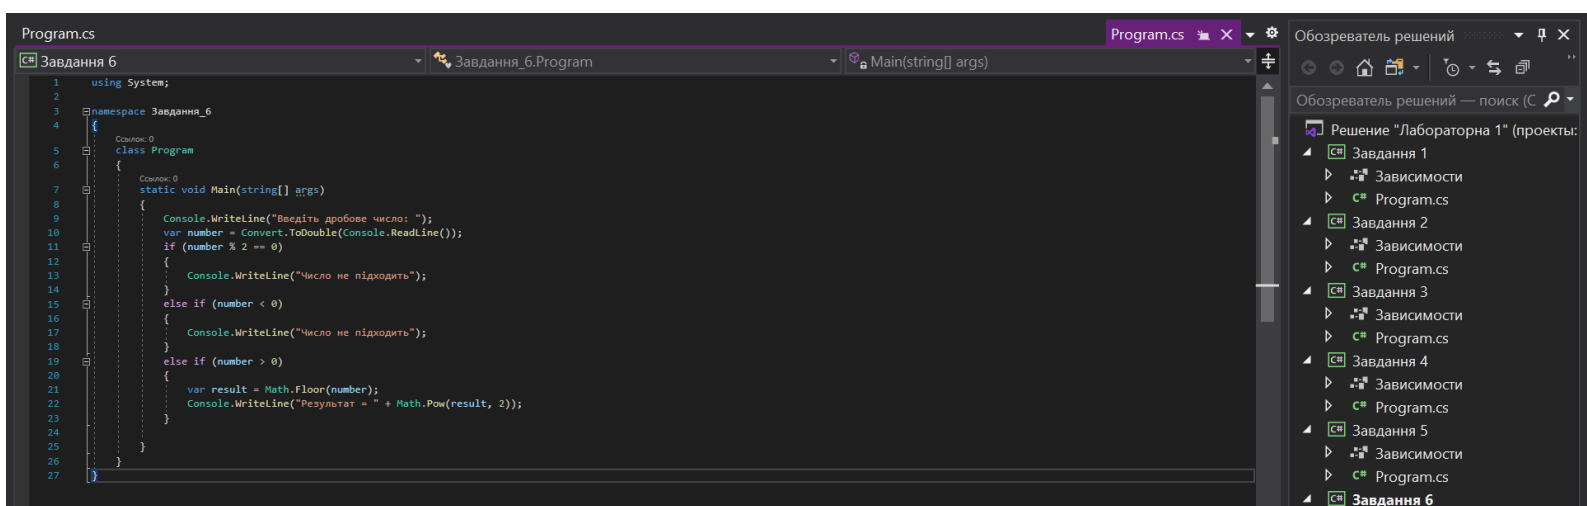 Program.cs
Program.cs
C# Завдання 6
Завдання_6.Program
Main(string[] args)
1 using System;
2
3 namespace Завдання_6
4 {
Ссылок: 0
5 class Program
6 {
Ссылок: 0
7 static void Main(string[] args)
8 {
9 Console.WriteLine("Введіть дробове число: ");
10 var number = Convert.ToDouble(Console.ReadLine());
11 if (number % 2 == 0)
12 {
13 Console.WriteLine("Число не підходить");
14 }
15 else if (number < 0)
16 {
17 Console.WriteLine("Число не підходить");
18 }
19 else if (number > 0)
20 {
21 var result = Math.Floor(number);
22 Console.WriteLine("Результат = " + Math.Pow(result, 2));
23 }
24
25 }
26 }
27 }
Обозреватель решений
Обозреватель решений — поиск (С
Решение "Лабораторна 1" (проекты:
C# Завдання 1
Зависимости
C# Program.cs
C# Завдання 2
Зависимости
C# Program.cs
C# Завдання 3
Зависимости
C# Program.cs
C# Завдання 4
Зависимости
C# Program.cs
C# Завдання 5
Зависимости
C# Program.cs
C# Завдання 6